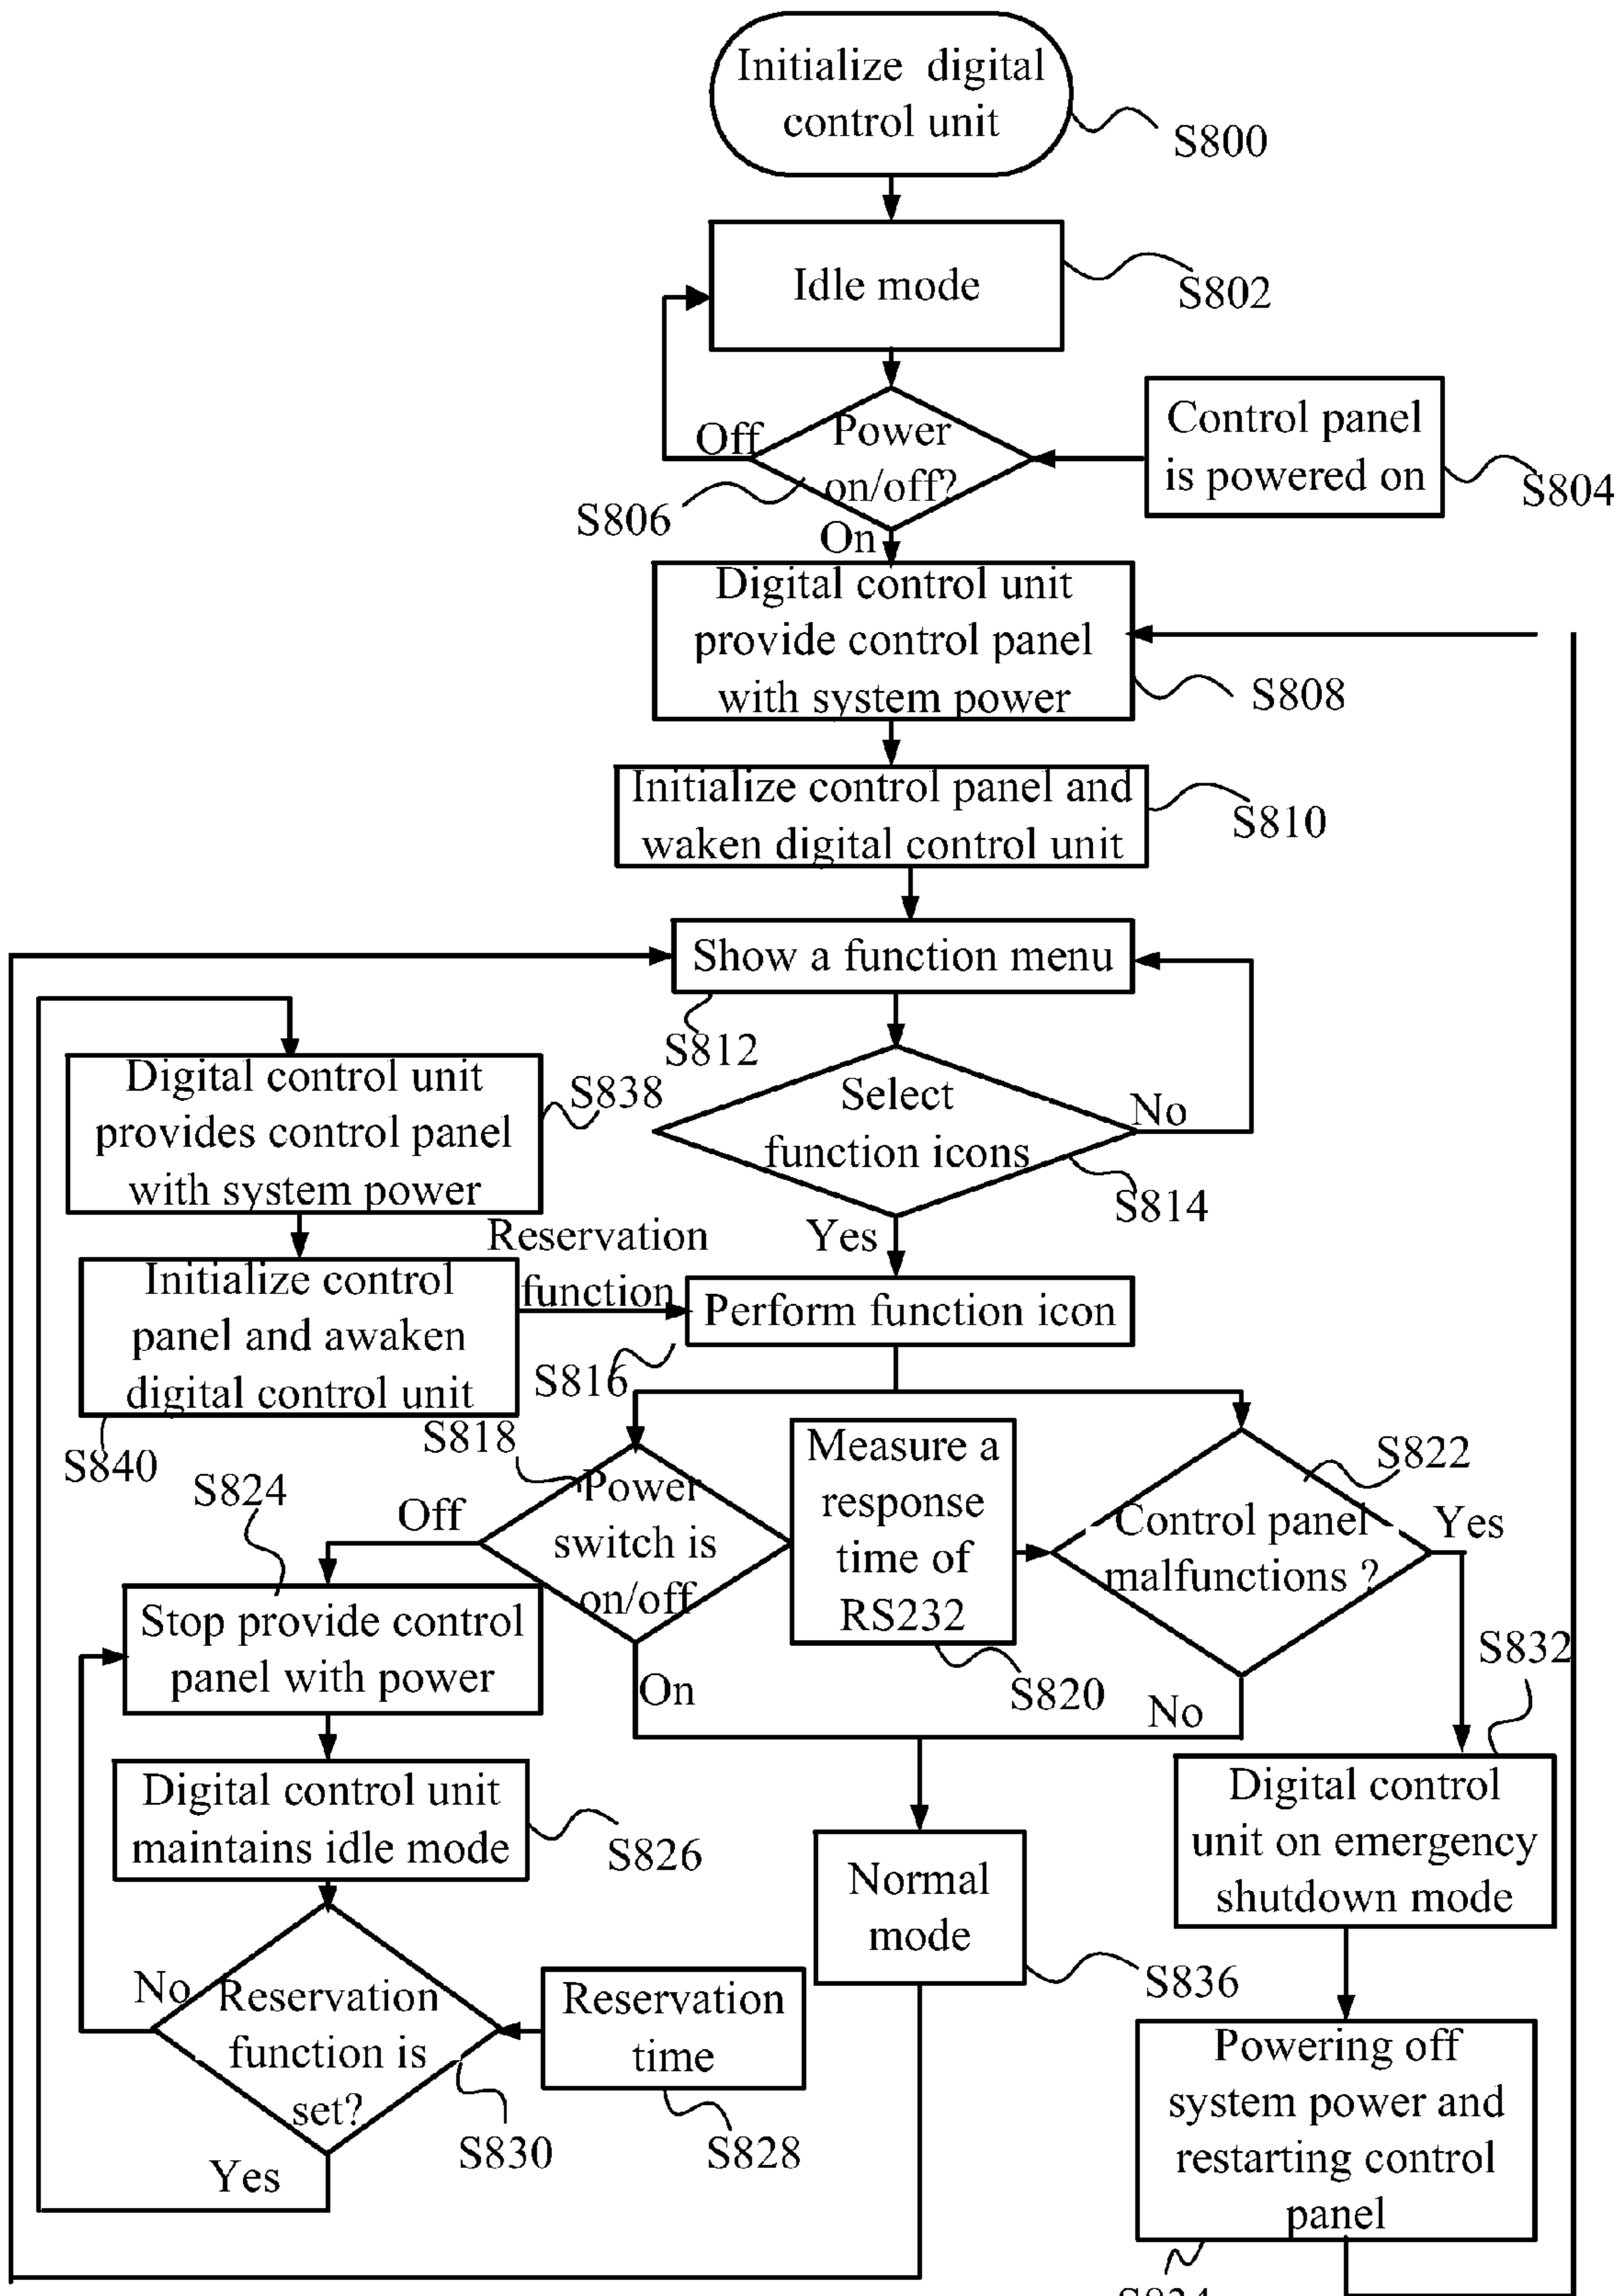 Initialize digital
control unit
S800
Idle mode
S802
Off
Power
on/off?
Control panel
is powered on
S804
S806
On
Digital control unit
provide control panel
with system power
S808
Initialize control panel and
waken digital control unit
S810
Show a function menu
S812
Digital control unit
provides control panel
with system power
S838
Select
function icons
No
S814
Yes
Reservation
function
Initialize control
panel and awaken
digital control unit
S840
Perform function icon
S816
S818
Power
switch is
on/off
Off
On
S824
Measure a
response
time of
RS232
S820
S822
Control panel
malfunctions ?
Yes
No
S832
Stop provide control
panel with power
Digital control unit
maintains idle mode
S826
Normal
mode
S836
Digital control
unit on emergency
shutdown mode
No
Reservation
function is
set?
S830
Yes
Reservation
time
S828
Powering off
system power and
restarting control
panel